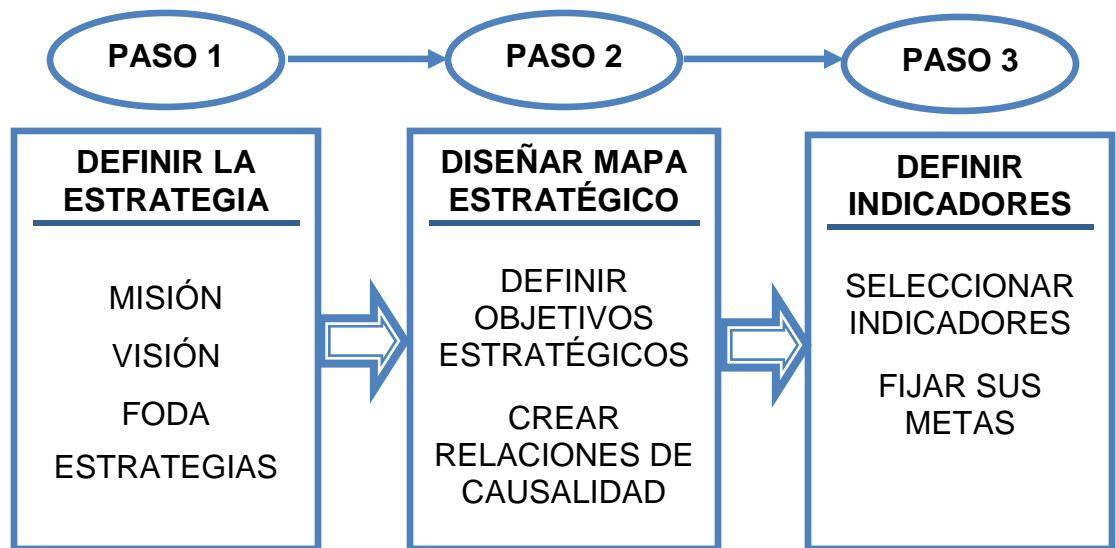 PASO 1
PASO 2
PASO 3
DEFINIR LA
ESTRATEGIA
MISIÓN
VISIÓN
FODA
ESTRATEGIAS
DISEÑAR MAPA
ESTRATÉGICO
DEFINIR
OBJETIVOS
ESTRATÉGICOS
CREAR
RELACIONES DE
CAUSALIDAD
DEFINIR
INDICADORES
SELECCIONAR
INDICADORES
FIJAR SUS
METAS